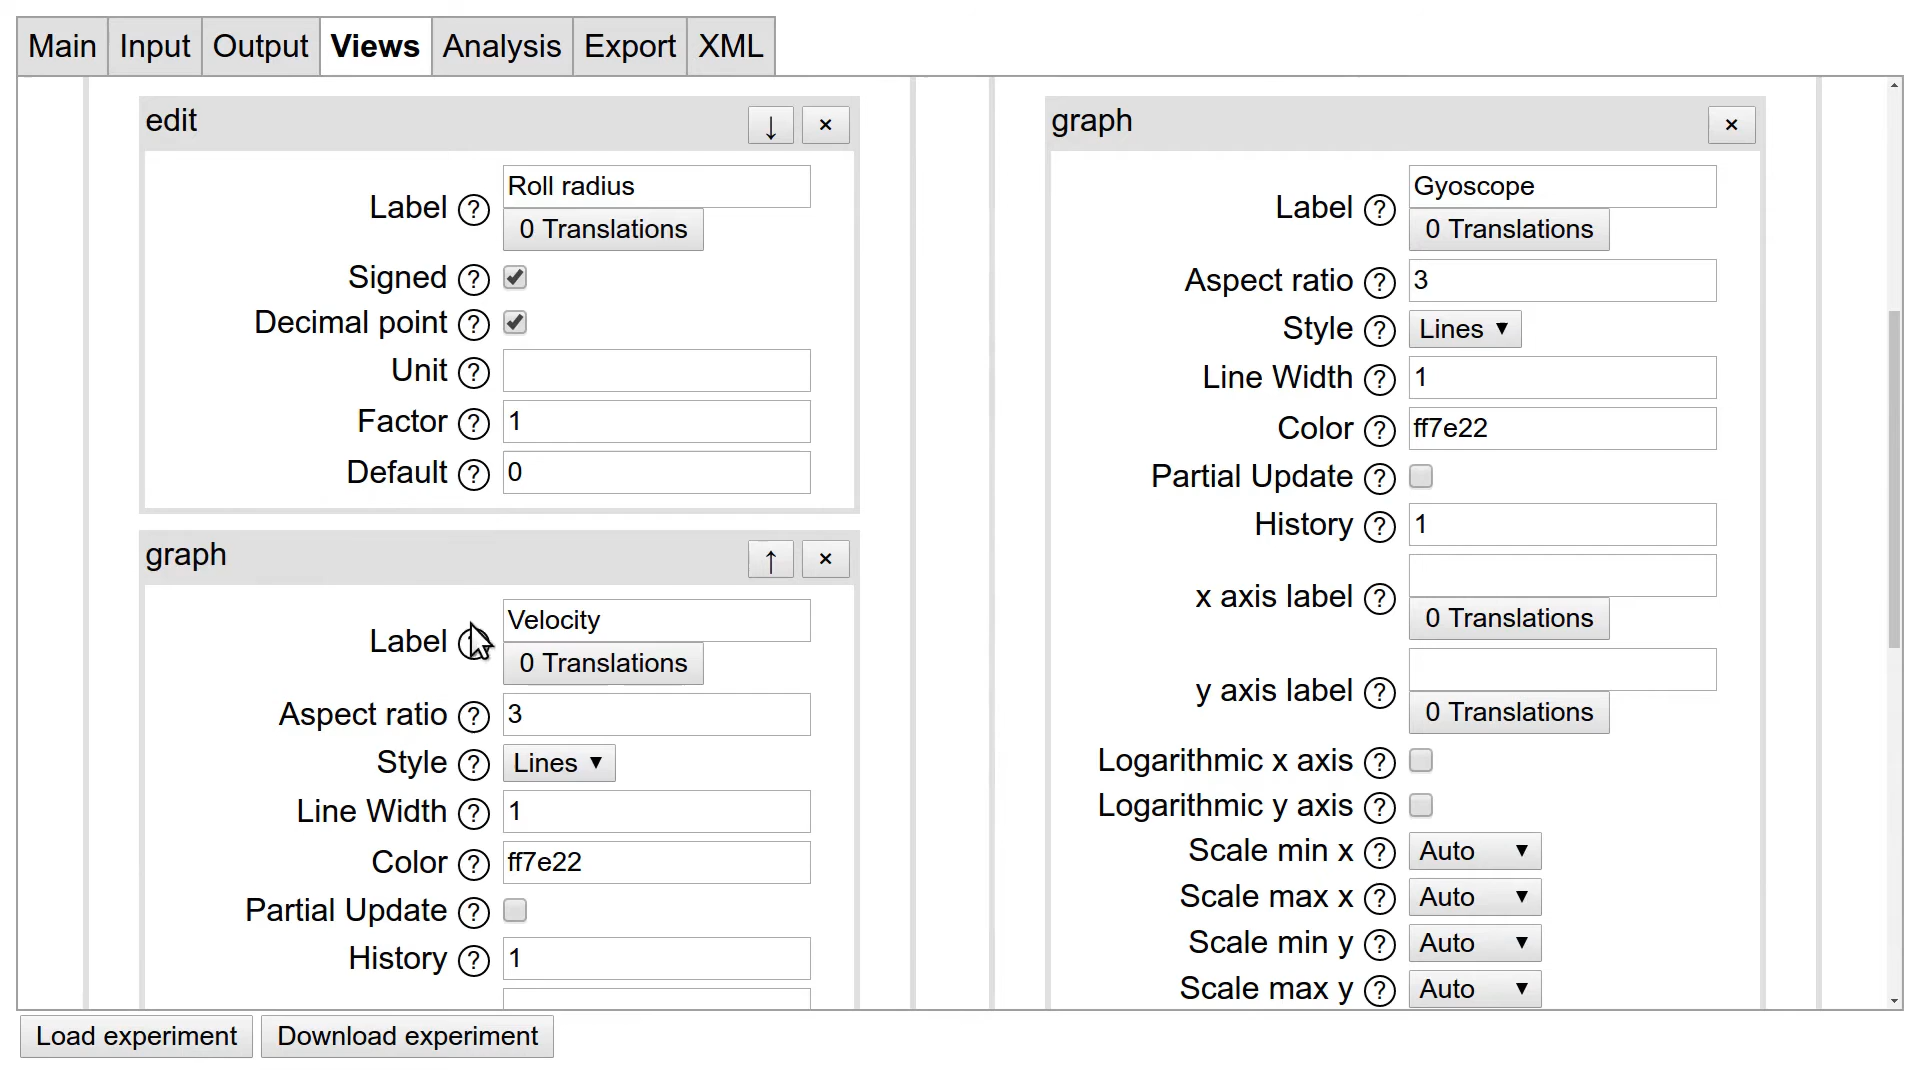 Main Input Output Views Analysis Export XML
edit ↓ ×
Label ? Roll radius
0 Translations
Signed ?
Decimal point ?
Unit ?
Factor ? 1
Default ? 0
graph ↑ ×
Label Velocity
0 Translations
Aspect ratio ? 3
Style ? Lines ▼
Line Width ? 1
Color ? ff7e22
Partial Update ?
History ? 1
graph ×
Label ? Gyoscope
0 Translations
Aspect ratio ? 3
Style ? Lines ▼
Line Width ? 1
Color ? ff7e22
Partial Update ?
History ? 1
x axis label ?
0 Translations
y axis label ?
0 Translations
Logarithmic x axis ?
Logarithmic y axis ?
Scale min x ? Auto ▼
Scale max x ? Auto ▼
Scale min y ? Auto ▼
Scale max y ? Auto ▼
Load experiment Download experiment